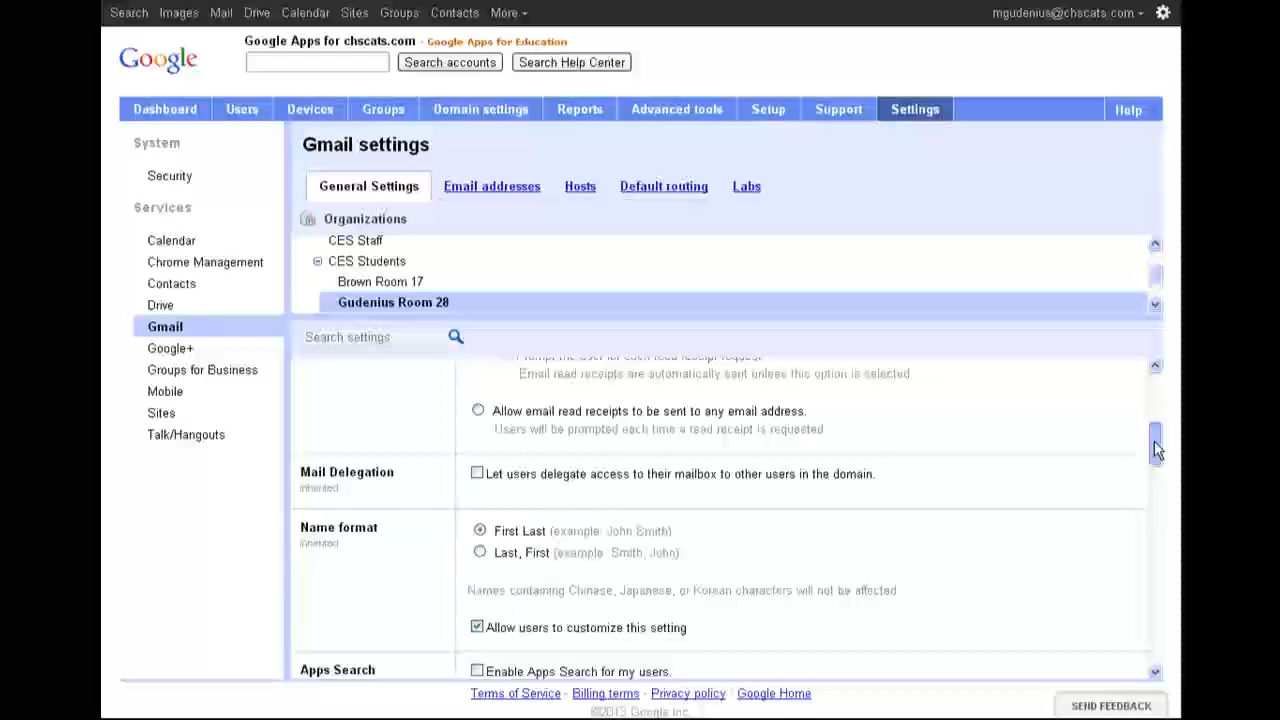 Search Images Mail Drive Calendar Sites Groups Contacts More mgudenius@chscats.com
Google Apps for chscats.com - Google Apps for Education
Google
Search accounts Search Help Center
Dashboard Users Devices Groups Domain settings Reports Advanced tools Setup Support Settings Help
System
Security
Services
Calendar
Chrome Management
Contacts
Drive
Gmail
Google+
Groups for Business
Mobile
Sites
Talk/Hangouts
Gmail settings
General Settings Email addresses Hosts Default routing Labs
Organizations
CES Staff
CES Students
Brown Room 17
Gudenius Room 28
Search settings
Prompt the user for each read receipt request.
Email read receipts are automatically sent unless this option is selected
Allow email read receipts to be sent to any email address.
Users will be prompted each time a read receipt is requested
Mail Delegation
Inherited
Let users delegate access to their mailbox to other users in the domain.
Name format
Inherited
First Last (example: John Smith)
Last, First (example: Smith, John)
Names containing Chinese, Japanese, or Korean characters will not be affected
Allow users to customize this setting
Apps Search
Enable Apps Search for my users.
Terms of Service - Billing terms - Privacy policy - Google Home
©2013 Google Inc.
SEND FEEDBACK